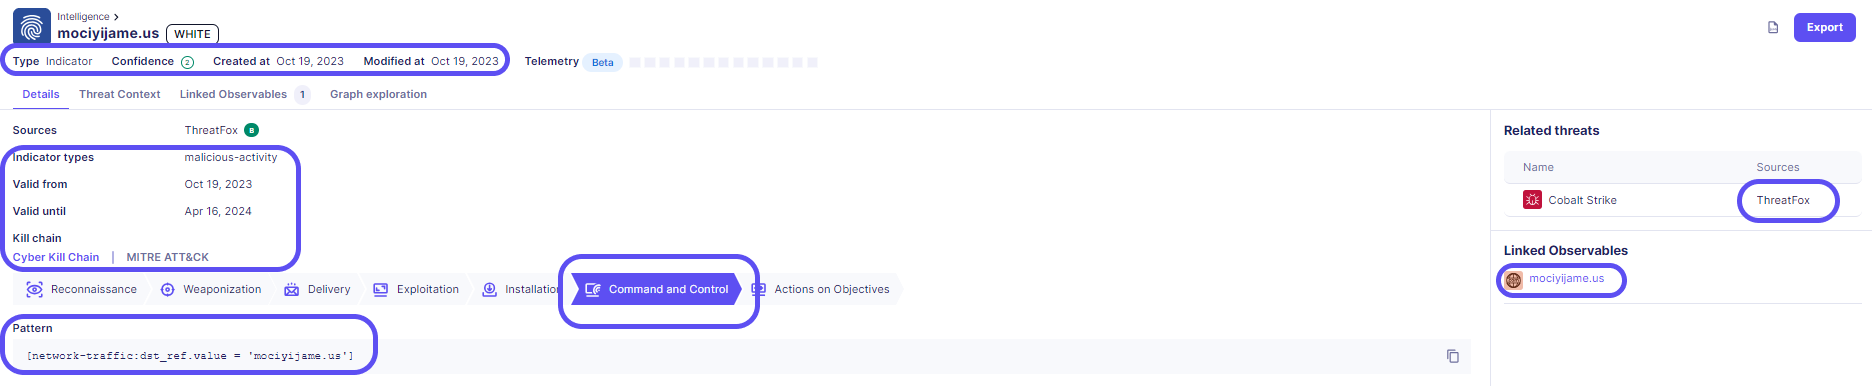 Intelligence >
mociyijame.us WHITE
Export
Type Indicator Confidence 2 Created at Oct 19, 2023 Modified at Oct 19, 2023 Telemetry Beta
Details Threat Context Linked Observables 1 Graph exploration
Sources ThreatFox B
Indicator types malicious-activity
Valid from Oct 19, 2023
Valid until Apr 16, 2024
Kill chain
Cyber Kill Chain | MITRE ATT&CK
Reconnaissance Weaponization Delivery Exploitation Installation Command and Control Actions on Objectives
Pattern
[network-traffic:dst_ref.value = 'mociyijame.us']
Related threats
Name Sources
Cobalt Strike ThreatFox
Linked Observables
mociyijame.us